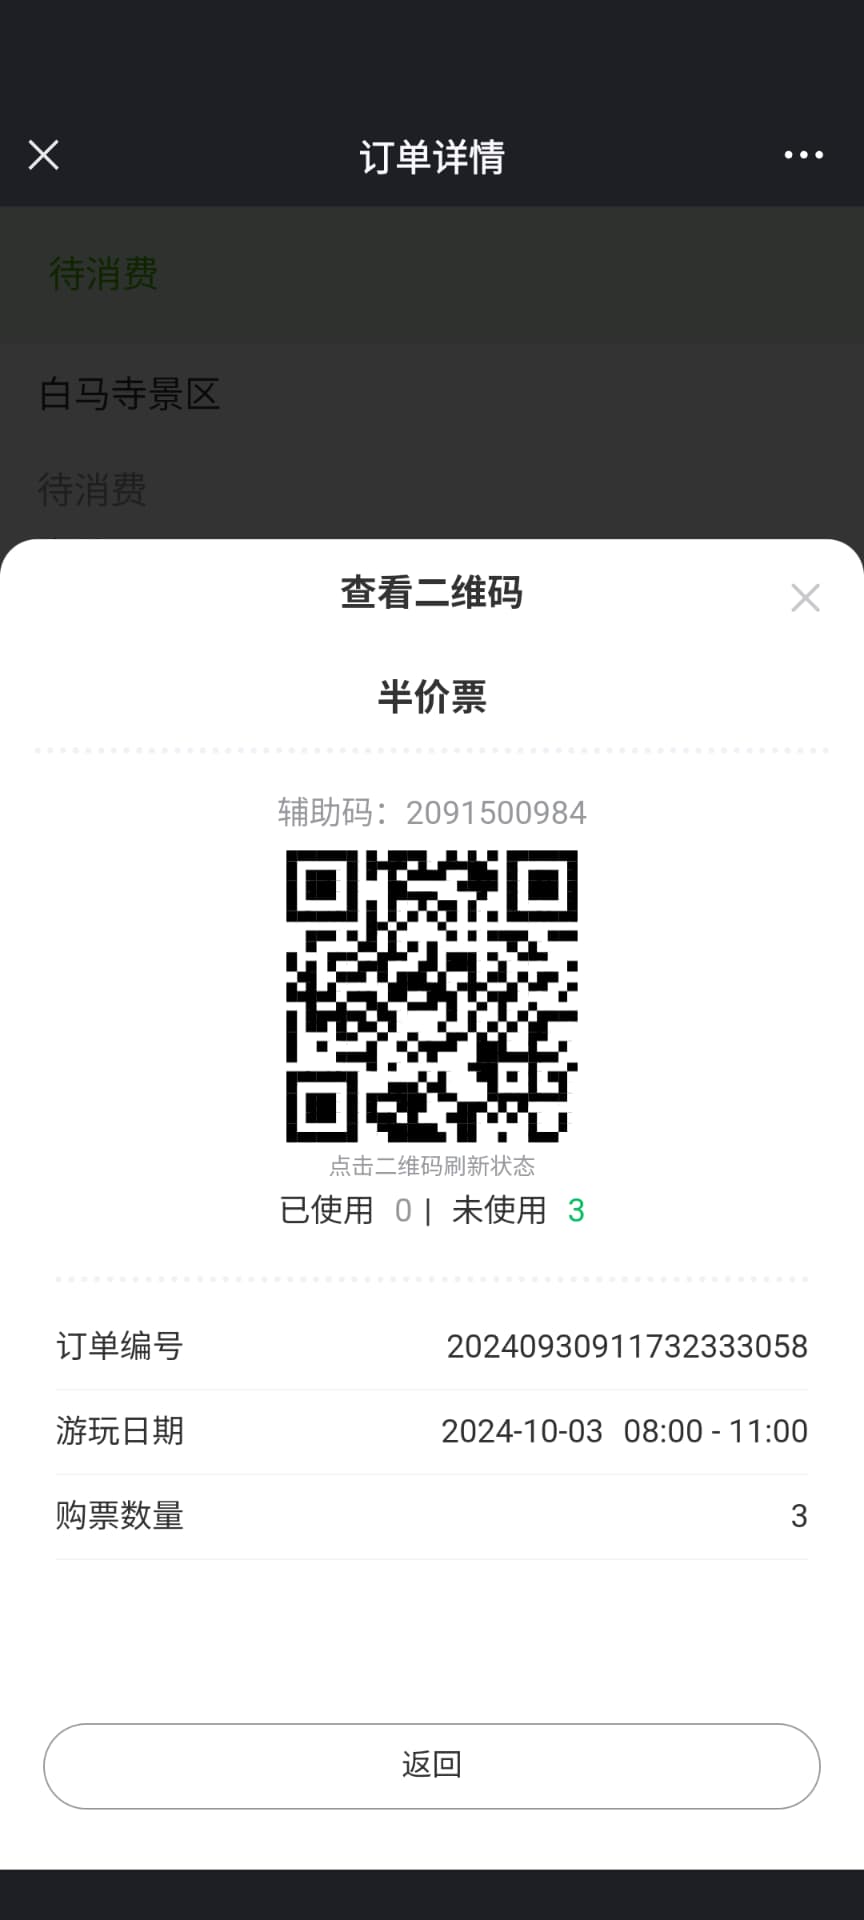 订单详情
待消费
白马寺景区
待消费
查看二维码
半价票
辅助码：2091500984
点击二维码刷新状态
已使用 0 | 未使用 3
订单编号 20240930911732333058
游玩日期 2024-10-03 08:00 - 11:00
购票数量 3
返回